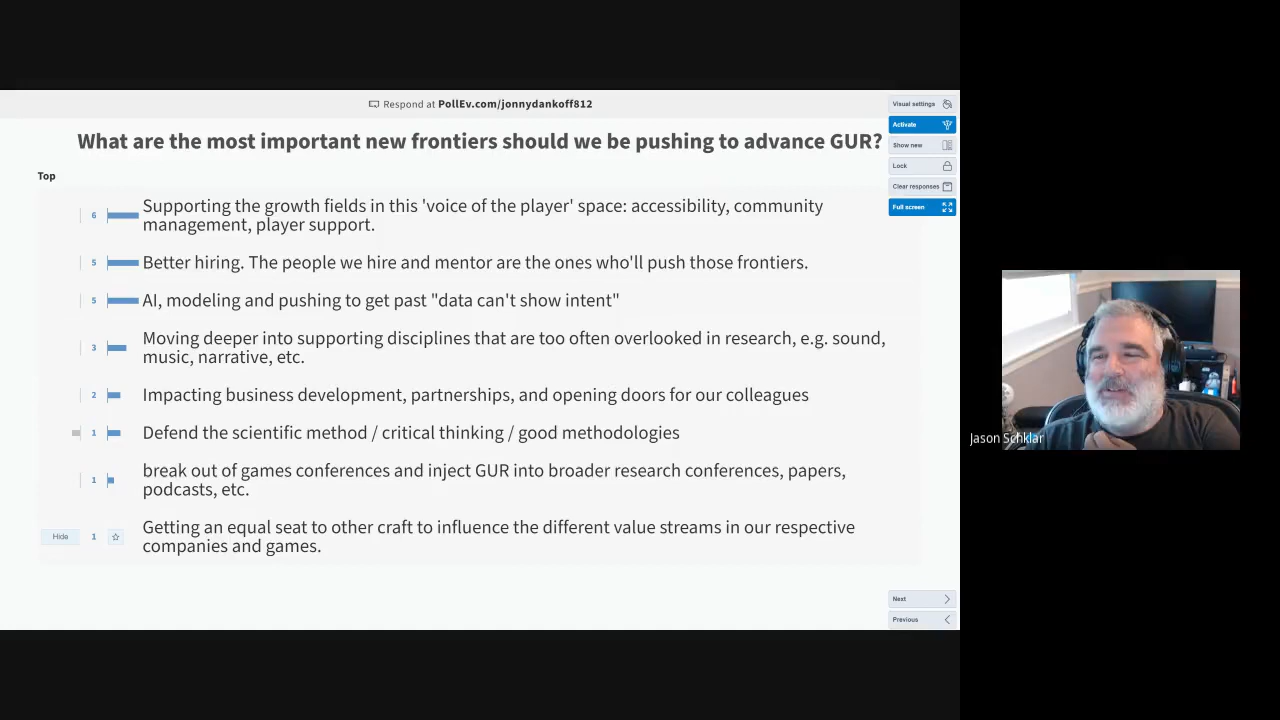 Respond at PollEv.com/jonnydankoff812
Visual settings
What are the most important new frontiers should we be pushing to advance GUR?
Activate
Show new
Lock
Clear responses
Full screen
Top
6 Supporting the growth fields in this 'voice of the player' space: accessibility, community
management, player support.
5 Better hiring. The people we hire and mentor are the ones who'll push those frontiers.
5 AI, modeling and pushing to get past "data can't show intent"
3 Moving deeper into supporting disciplines that are too often overlooked in research, e.g. sound,
music, narrative, etc.
2 Impacting business development, partnerships, and opening doors for our colleagues
1 Defend the scientific method / critical thinking / good methodologies
1 break out of games conferences and inject GUR into broader research conferences, papers,
podcasts, etc.
Hide 1 Getting an equal seat to other craft to influence the different value streams in our respective
companies and games.
Next
Previous
Jason Schklar